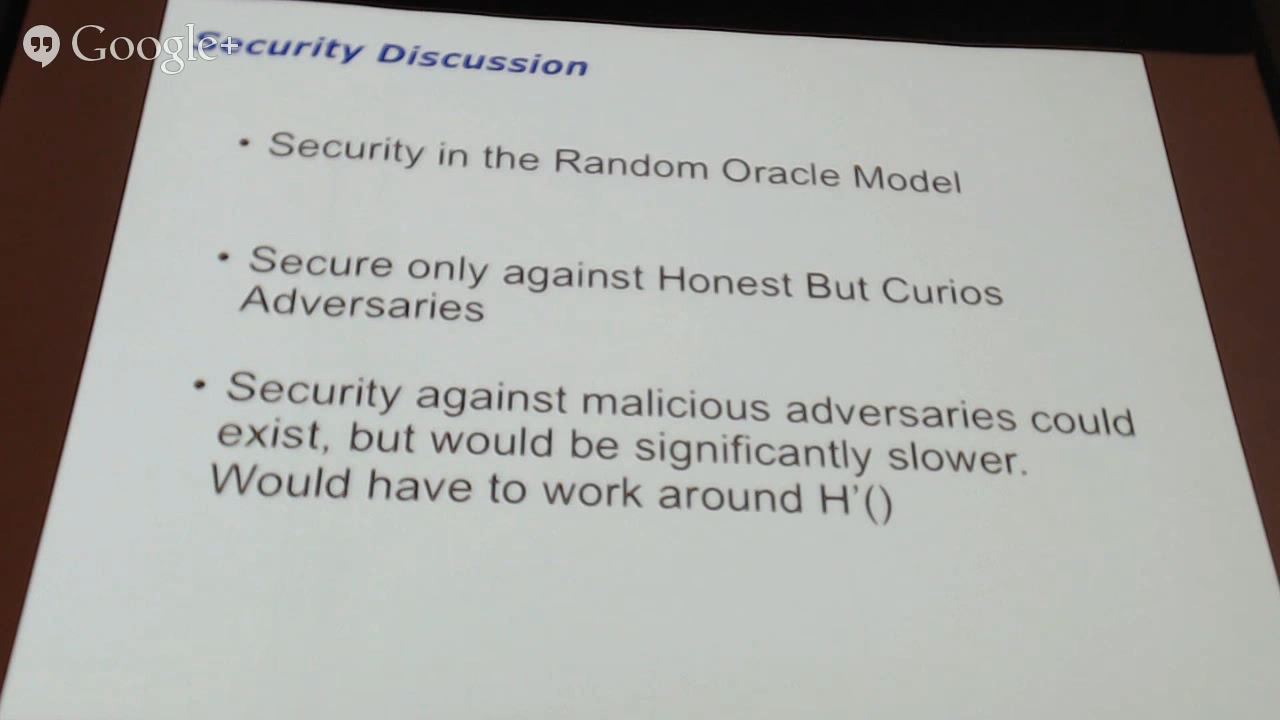 Google+
Security Discussion
• Security in the Random Oracle Model
• Secure only against Honest But Curios
Adversaries
• Security against malicious adversaries could
exist, but would be significantly slower.
Would have to work around H'()